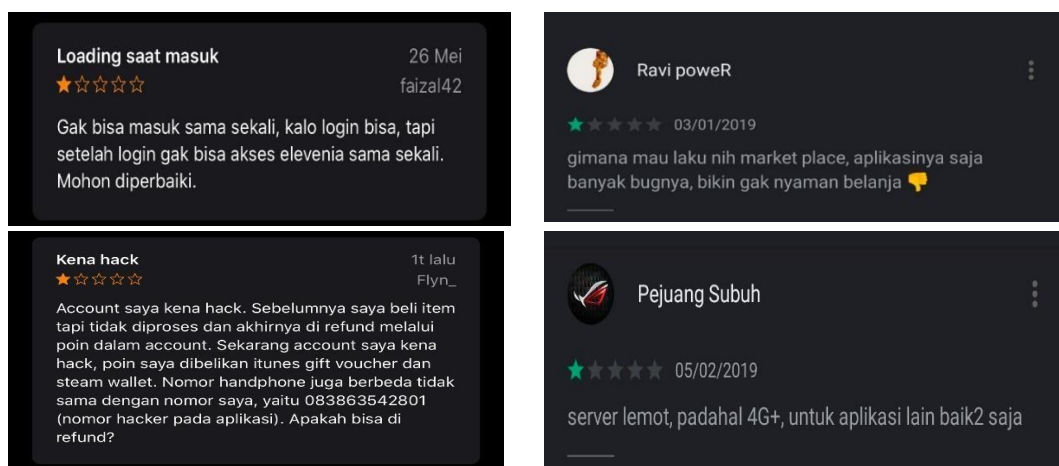 Loading saat masuk
26 Mei
faizal42
Gak bisa masuk sama sekali, kalo login bisa, tapi
setelah login gak bisa akses elevenia sama sekali.
Mohon diperbaiki.
Ravi poweR
03/01/2019
gimana mau laku nih market place, aplikasinya saja
banyak bugnya, bikin gak nyaman belanja 👎
Kena hack
1t lalu
Flyn_
Account saya kena hack. Sebelumnya saya beli item
tapi tidak diproses dan akhirnya di refund melalui
poin dalam account. Sekarang account saya kena
hack, poin saya dibelikan itunes gift voucher dan
steam wallet. Nomor handphone juga berbeda tidak
sama dengan nomor saya, yaitu 083863542801
(nomor hacker pada aplikasi). Apakah bisa di
refund?
Pejuang Subuh
05/02/2019
server lemot, padahal 4G+, untuk aplikasi lain baik2 saja